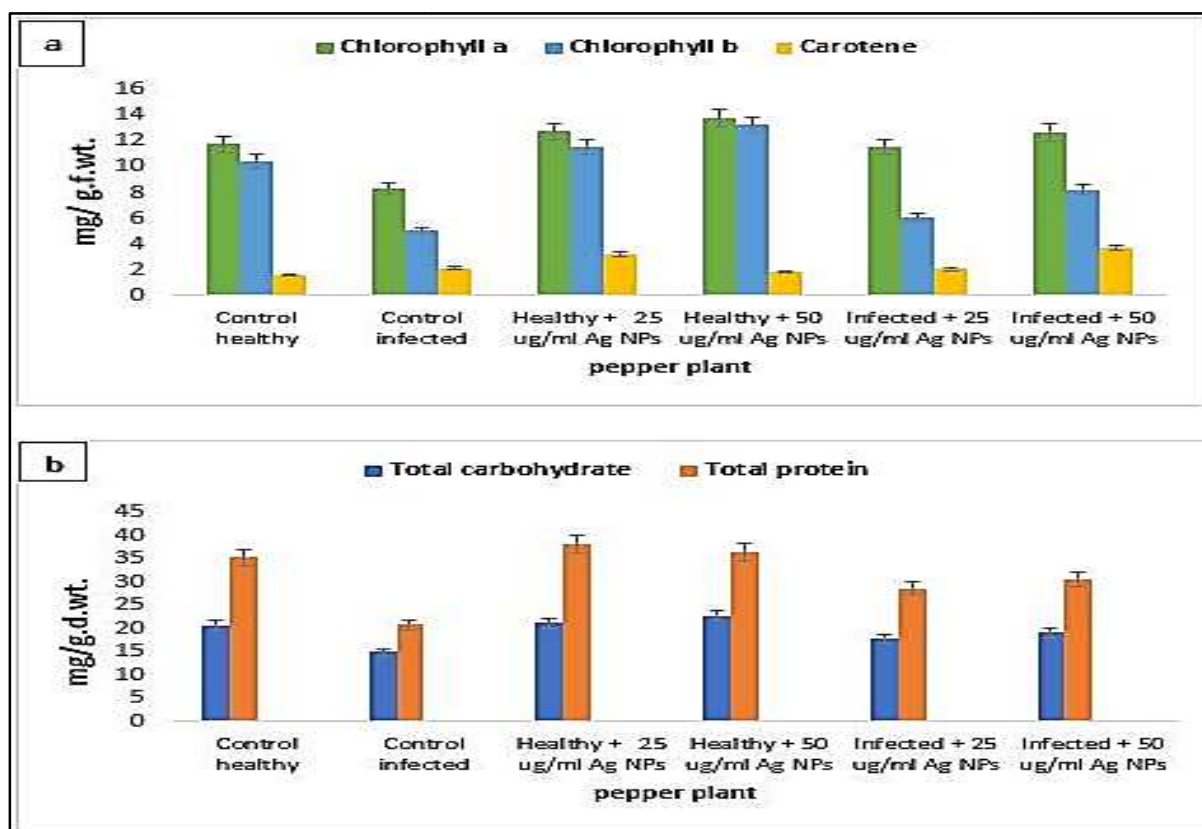 a
Chlorophyll a Chlorophyll b Carotene
16
14
12
10
8
6
4
2
0
mg/ g.f.wt.
Control healthy
Control infected
Healthy + 25 ug/ml Ag NPs
Healthy + 50 ug/ml Ag NPs
Infected + 25 ug/ml Ag NPs
Infected + 50 ug/ml Ag NPs
pepper plant
b
Total carbohydrate Total protein
45
40
35
30
25
20
15
10
5
0
mg/g.d.wt.
Control healthy
Control infected
Healthy + 25 ug/ml Ag NPs
Healthy + 50 ug/ml Ag NPs
Infected + 25 ug/ml Ag NPs
Infected + 50 ug/ml Ag NPs
pepper plant